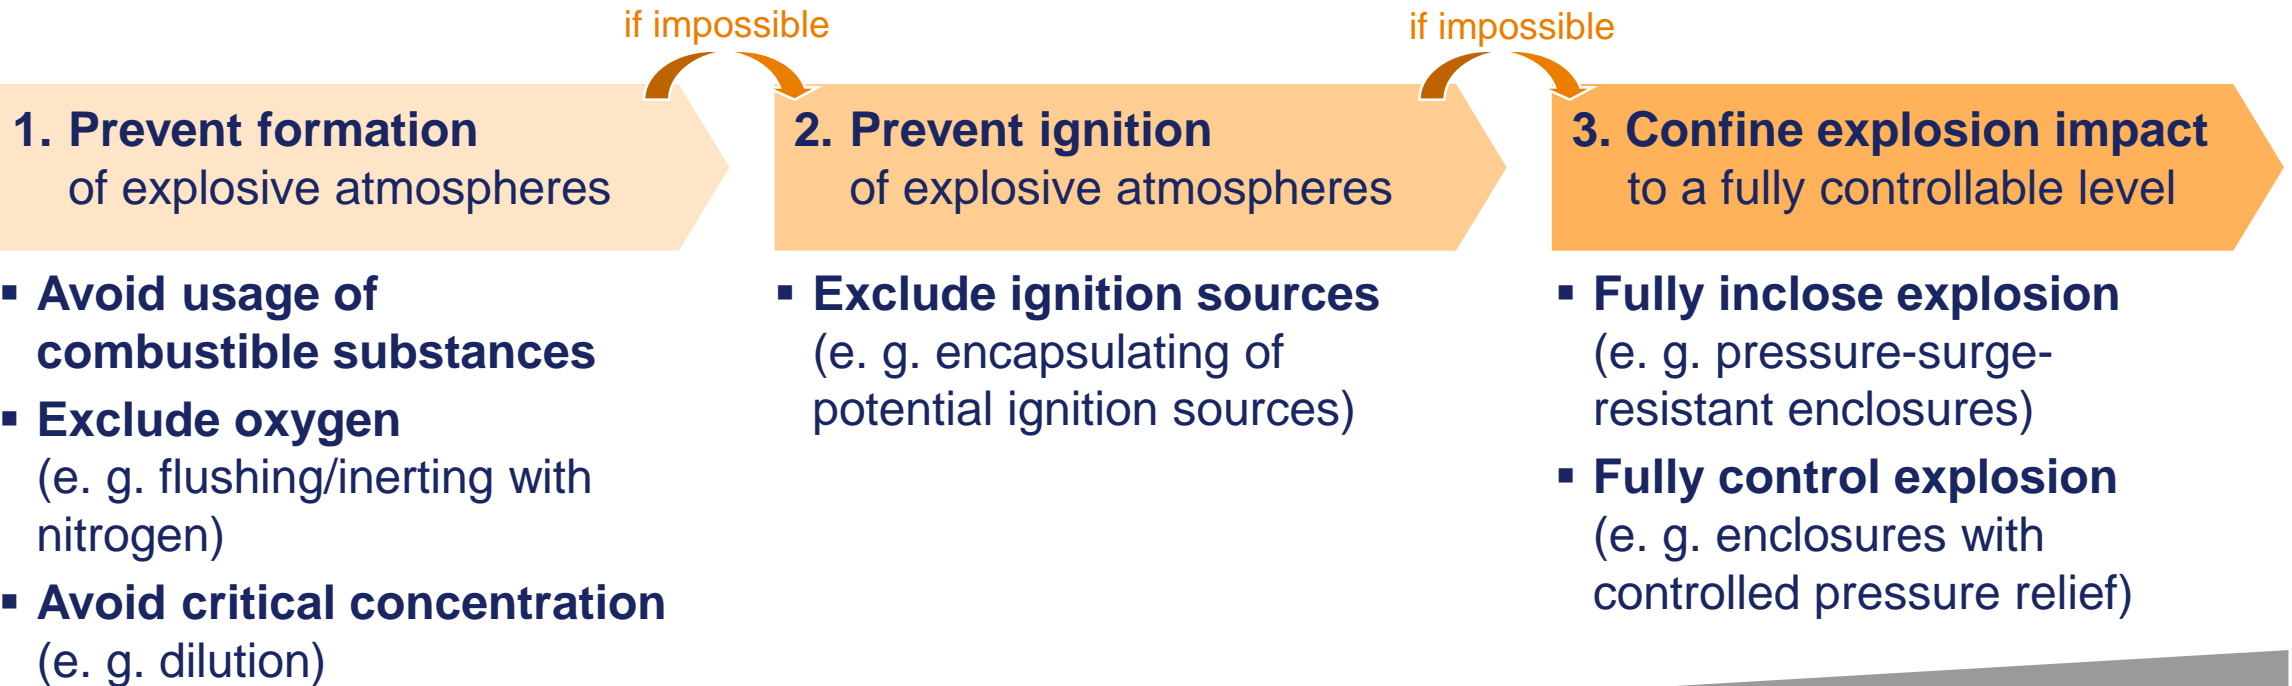 if impossible
if impossible
1. Prevent formation
of explosive atmospheres
▪ Avoid usage of
combustible substances
▪ Exclude oxygen
(e. g. flushing/inerting with
nitrogen)
▪ Avoid critical concentration
(e. g. dilution)
2. Prevent ignition
of explosive atmospheres
▪ Exclude ignition sources
(e. g. encapsulating of
potential ignition sources)
3. Confine explosion impact
to a fully controllable level
▪ Fully inclose explosion
(e. g. pressure-surge-
resistant enclosures)
▪ Fully control explosion
(e. g. enclosures with
controlled pressure relief)